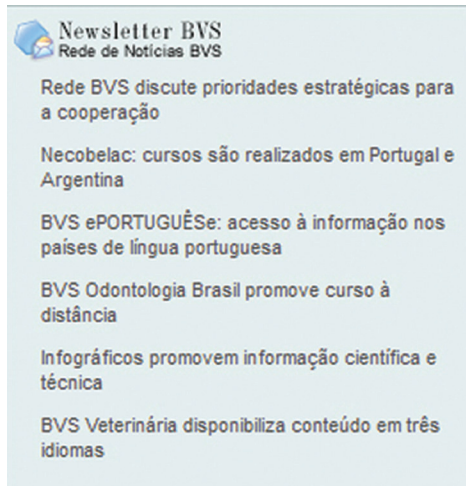 Newsletter BVS
Rede de Notícias BVS
Rede BVS discute prioridades estratégicas para
a cooperação
Necobelac: cursos são realizados em Portugal e
Argentina
BVS ePORTUGUÊSe: acesso à informação nos
países de língua portuguesa
BVS Odontologia Brasil promove curso à
distância
Infográficos promovem informação científica e
técnica
BVS Veterinária disponibiliza conteúdo em três
idiomas